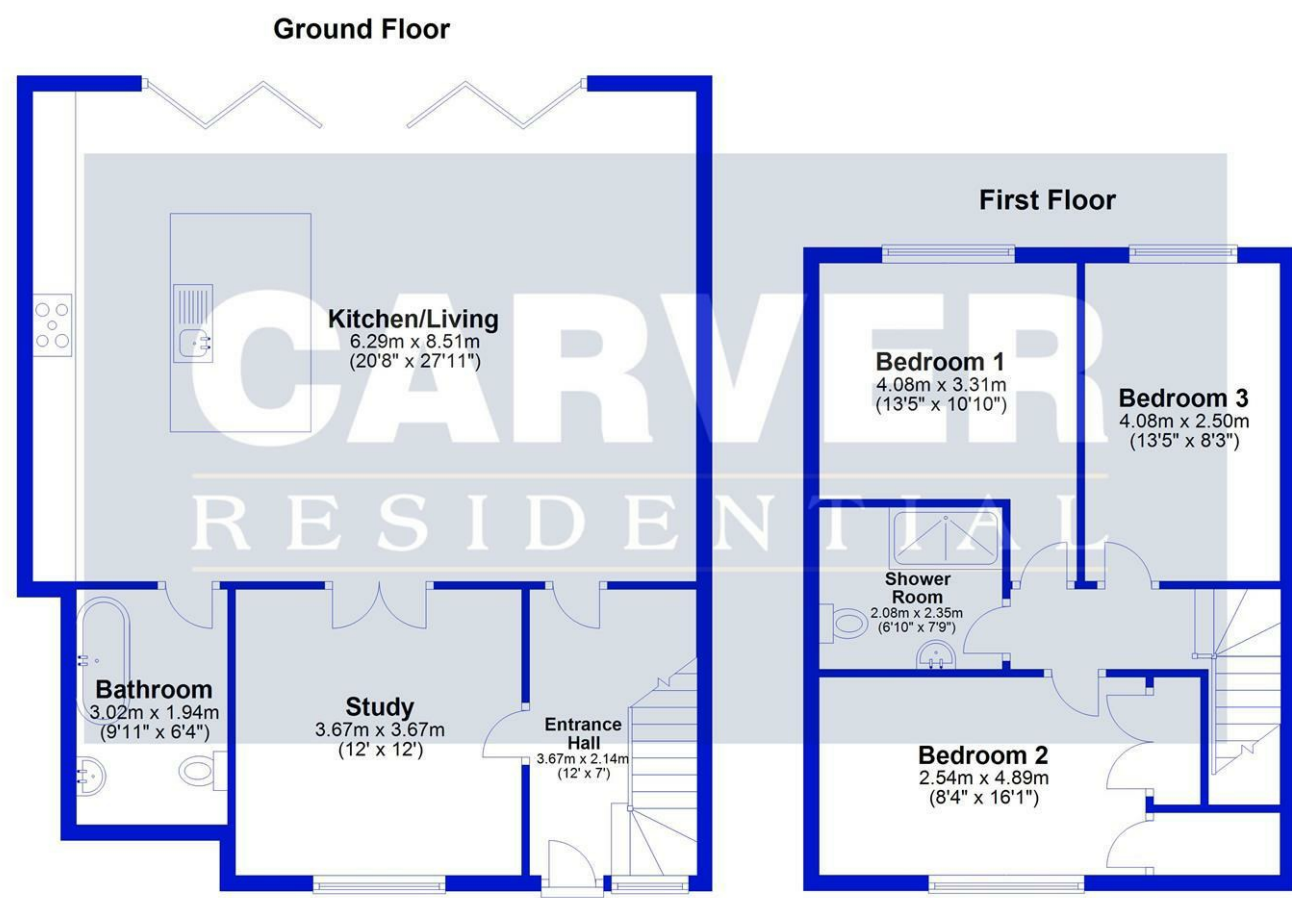 Ground Floor
First Floor
CARVER
RESIDENTIAL
Kitchen/Living
6.29m x 8.51m
(20'8" x 27'11")
Bedroom 1
4.08m x 3.31m
(13'5" x 10'10")
Bedroom 3
4.08m x 2.50m
(13'5" x 8'3")
Shower
Room
2.08m x 2.35m
(6'10" x 7'9")
Bathroom
3.02m x 1.94m
(9'11" x 6'4")
Study
3.67m x 3.67m
(12' x 12')
Entrance
Hall
3.67m x 2.14m
(12' x 7')
Bedroom 2
2.54m x 4.89m
(8'4" x 16'1")